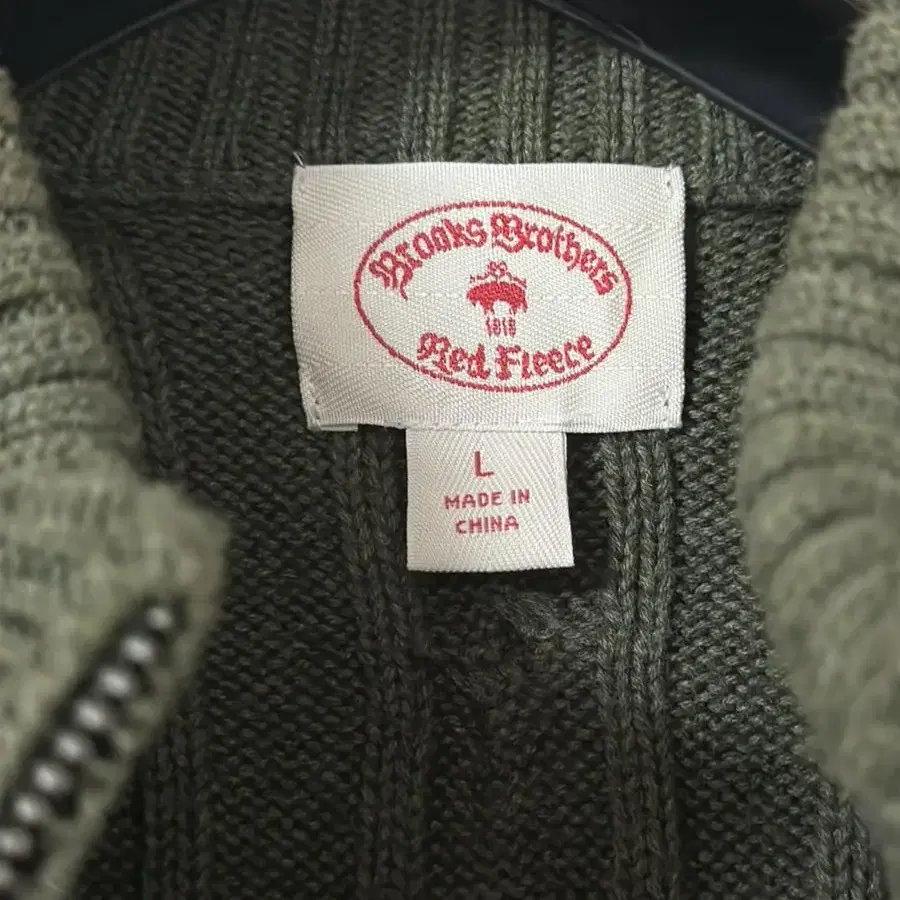 Brooks Brothers
1818
Red Fleece
L
MADE IN
CHINA